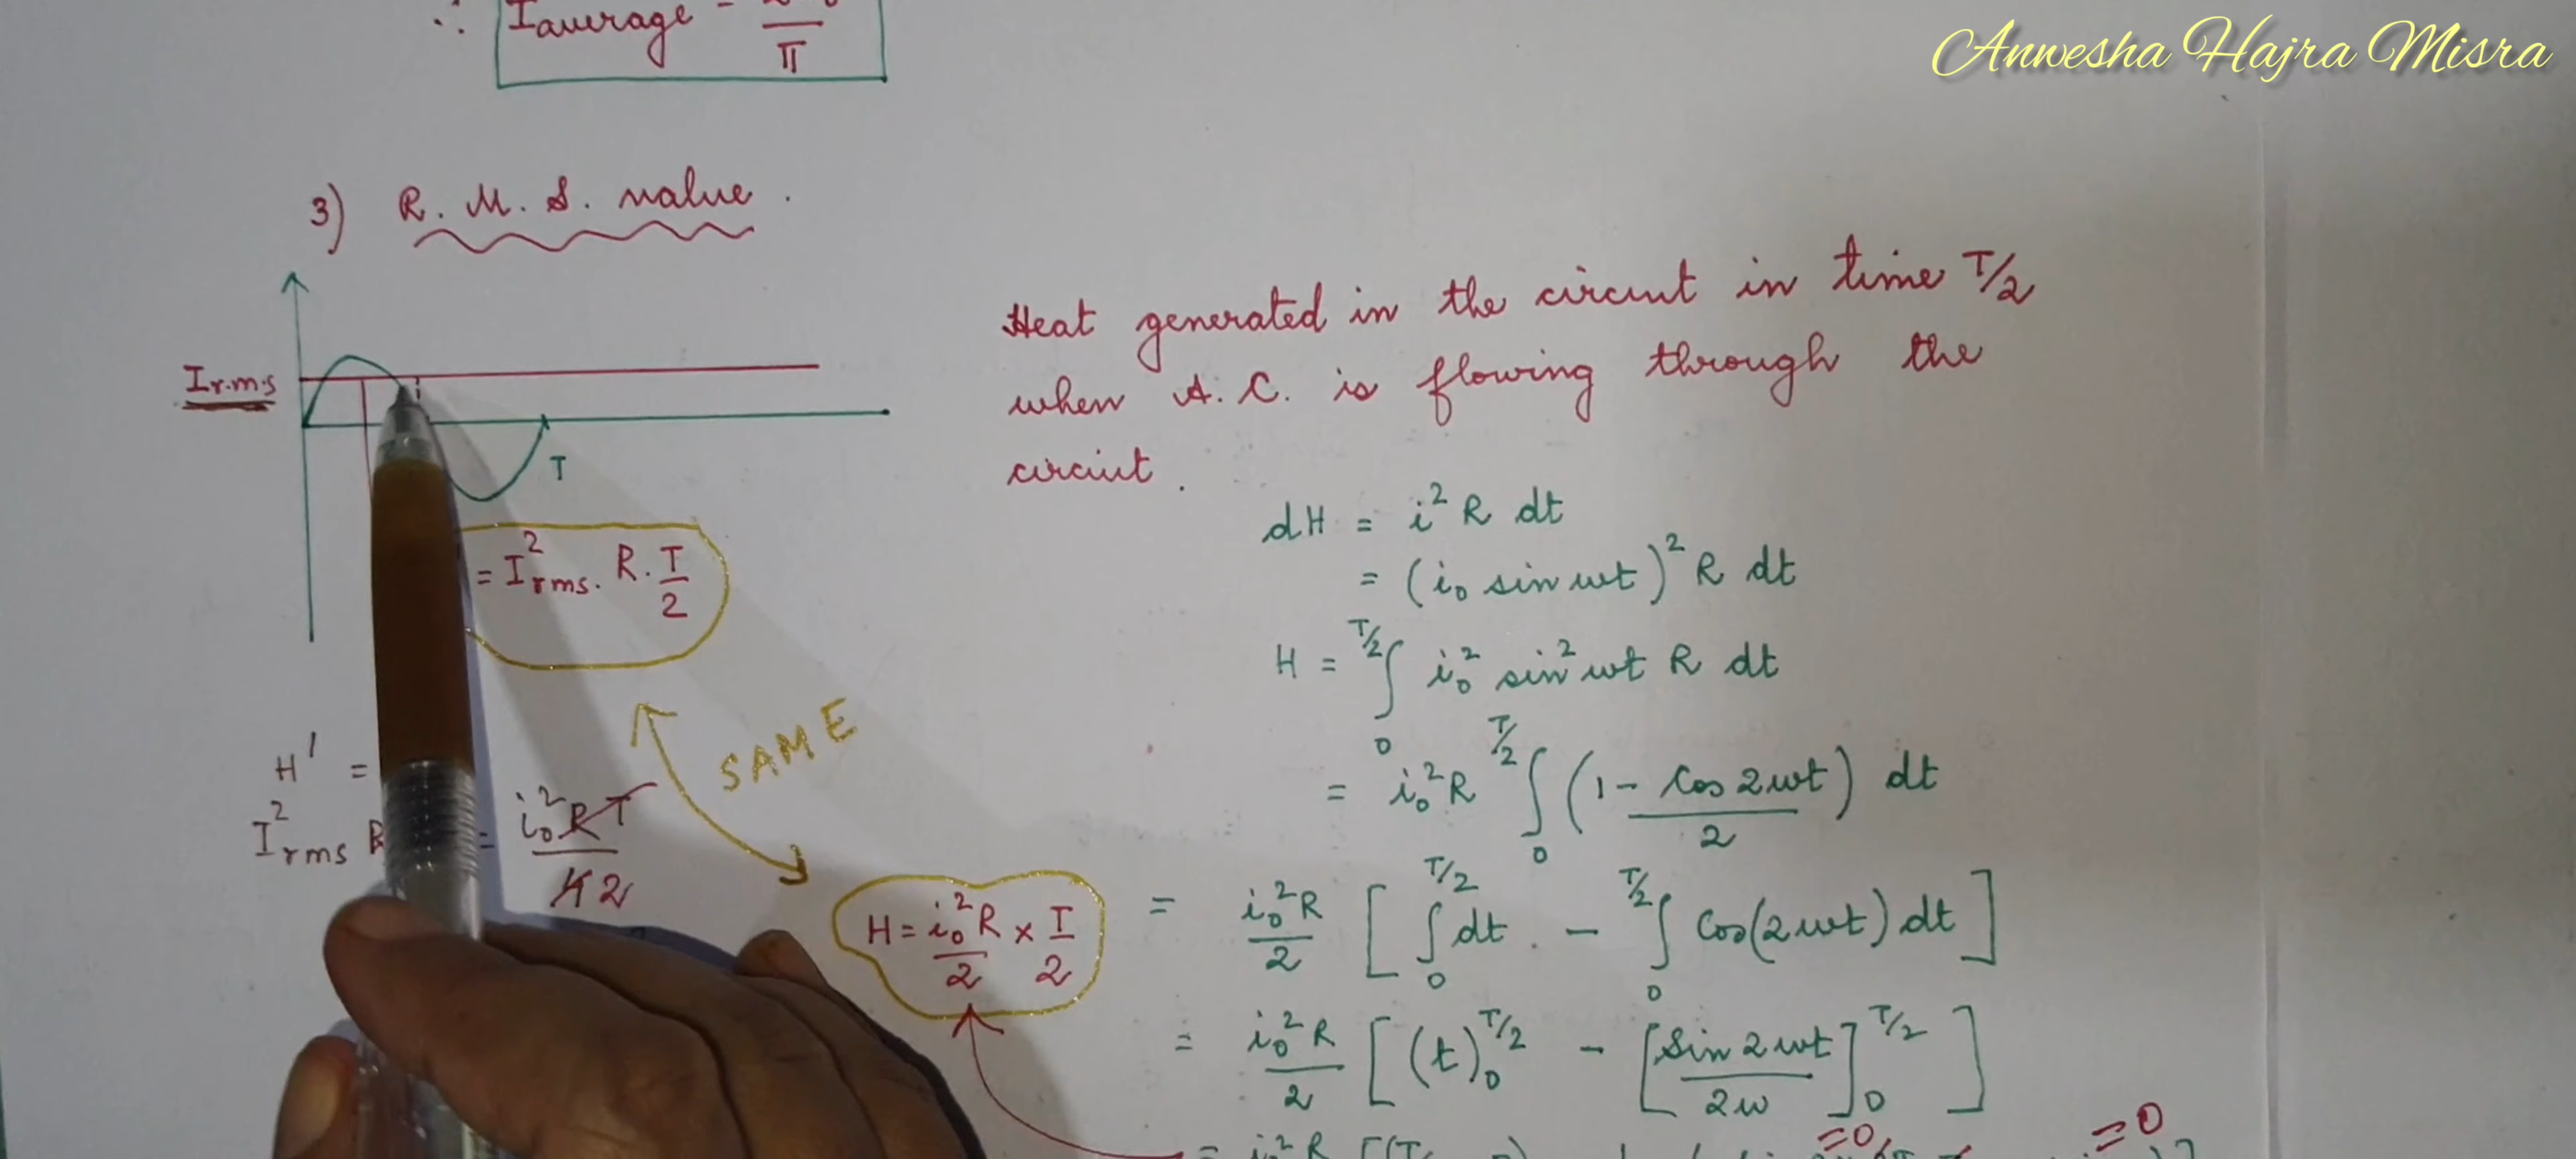 Anwesha Hajra Misra
∴ Iaverage =
π
3) R. M. S. value.
Ir.m.s
T
= I²rms. R. T/2
SAME
H' =
I²rms R = i₀²RT
4 2
H = i₀²R/2 × T/2
Heat generated in the circuit in time T/2
when A.C. is flowing through the
circuit.
dH = i² R dt
= (i₀ sin ωt)² R dt
H = ∫₀^T/2 i₀² sin² ωt R dt
= i₀²R ∫₀^T/2 (1 - cos 2ωt)/2 dt
= i₀²R/2 [ ∫₀^T/2 dt. - ∫₀^T/2 cos(2ωt) dt ]
= i₀²R/2 [ (t)₀^T/2 - [sin 2ωt/2ω]₀^T/2 ]
=0 =0